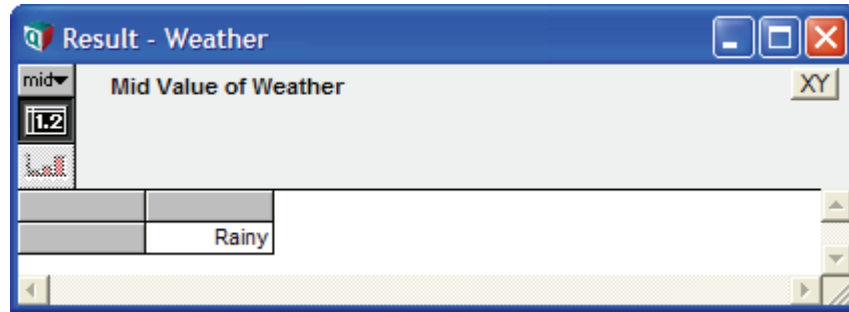 Result - Weather
mid
Mid Value of Weather
XY
1.2
Rainy